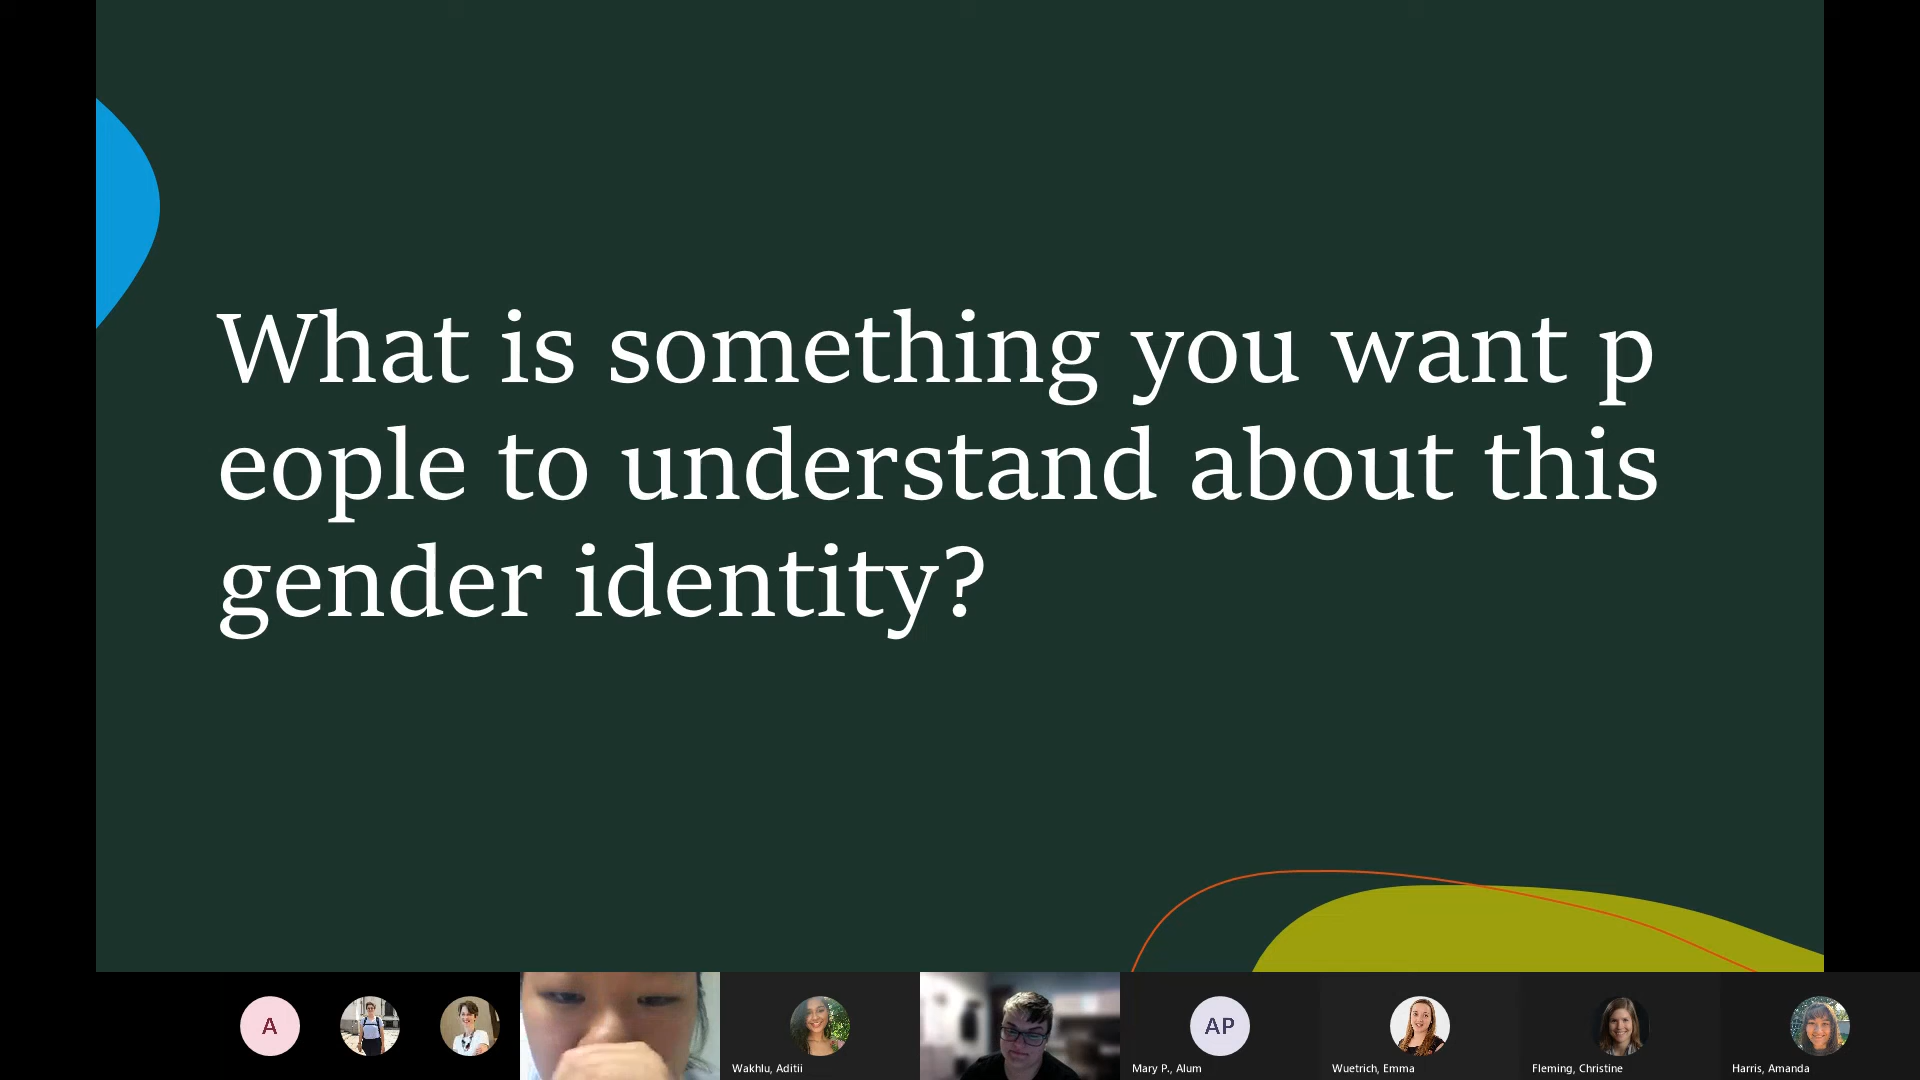 What is something you want p
eople to understand about this
gender identity?
A
AP
Wakhlu, Aditii
Mary P., Alum
Wuetrich, Emma
Fleming, Christine
Harris, Amanda